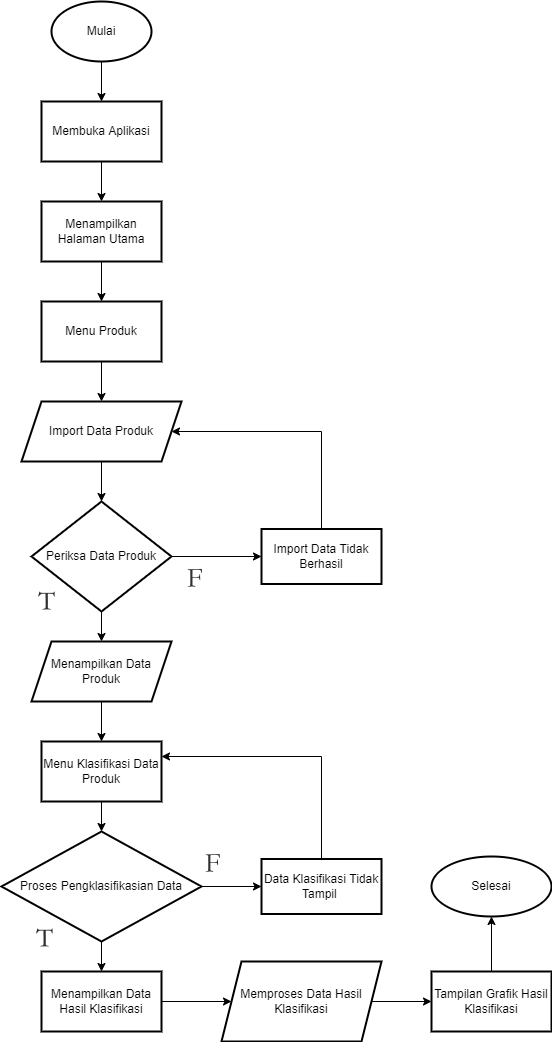 Mulai
Membuka Aplikasi
Menampilkan
Halaman Utama
Menu Produk
Import Data Produk
Periksa Data Produk
F
Import Data Tidak
Berhasil
T
Menampilkan Data
Produk
Menu Klasifikasi Data
Produk
Proses Pengklasifikasian Data
F
Data Klasifikasi Tidak
Tampil
T
Menampilkan Data
Hasil Klasifikasi
Memproses Data Hasil
Klasifikasi
Tampilan Grafik Hasil
Klasifikasi
Selesai